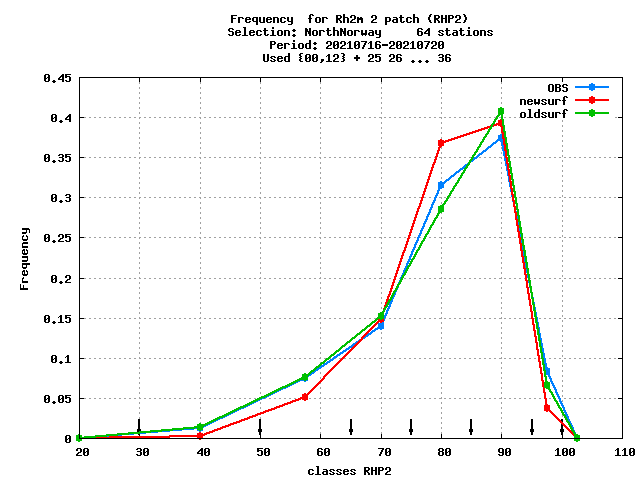 Frequency  for Rh2m 2 patch (RHP2)
Selection: NorthNorway     64 stations
Period: 20210716-20210720
Used {00,12} + 25 26 ... 36
OBS
newsurf
oldsurf
0.45
0.4
0.35
0.3
0.25
0.2
0.15
0.1
0.05
0
Frequency
20 30 40 50 60 70 80 90 100 110
classes RHP2